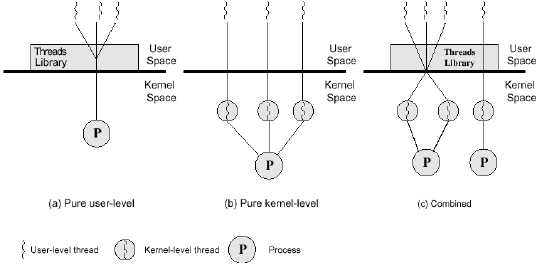 Threads
Library
User
Space
Kernel
Space
P
(a) Pure user-level
User
Space
Kernel
Space
P
(b) Pure kernel-level
Threads
Library
User
Space
Kernel
Space
P
P
(c) Combined
User-level thread
Kernel-level thread
P
Process